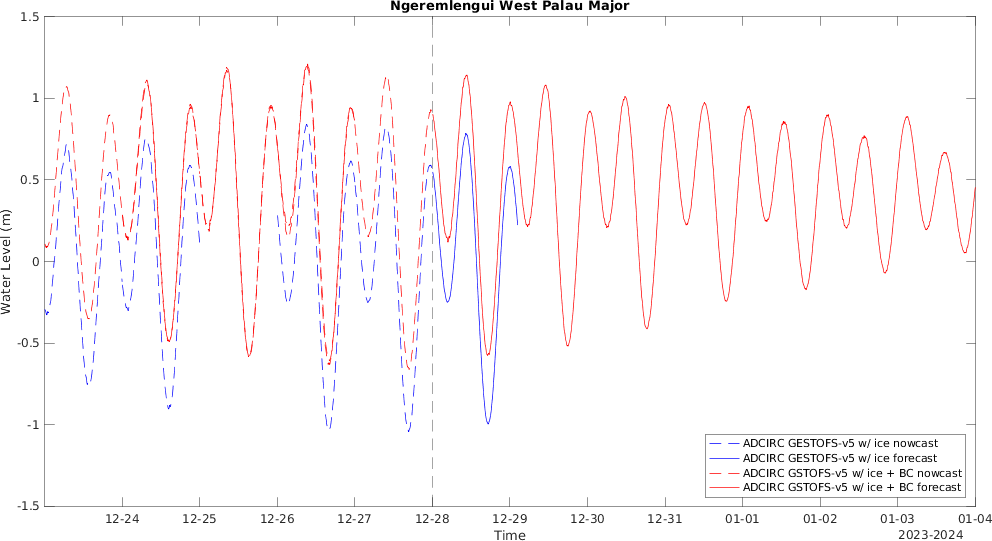 Ngeremlengui West Palau Major
1.5
1
0.5
0
-0.5
-1
-1.5
Water Level (m)
ADCIRC GESTOFS-v5 w/ ice nowcast
ADCIRC GESTOFS-v5 w/ ice forecast
ADCIRC GSTOFS-v5 w/ ice + BC nowcast
ADCIRC GSTOFS-v5 w/ ice + BC forecast
12-24 12-25 12-26 12-27 12-28 12-29 12-30 12-31 01-01 01-02 01-03 01-04
Time
2023-2024